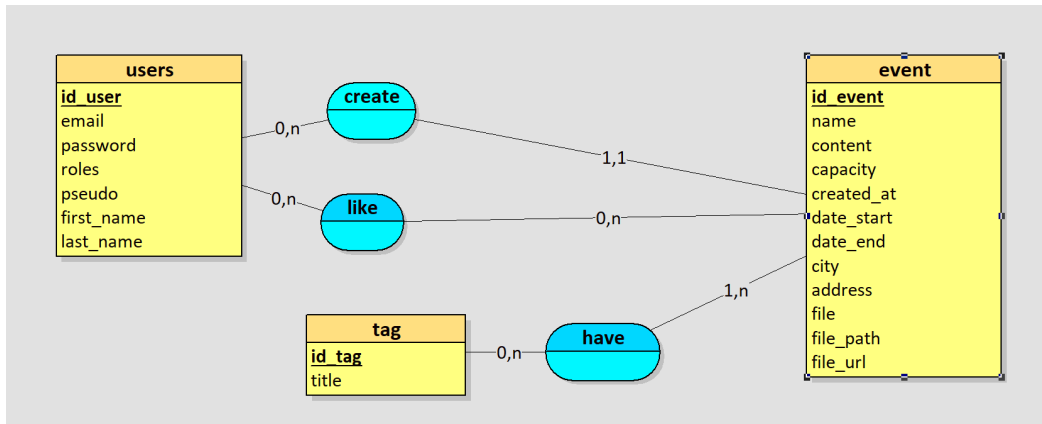 users
id_user
email
password
roles
pseudo
first_name
last_name
create
0,n
1,1
like
0,n
0,n
event
id_event
name
content
capacity
created_at
date_start
date_end
city
address
file
file_path
file_url
tag
id_tag
title
have
0,n
1,n